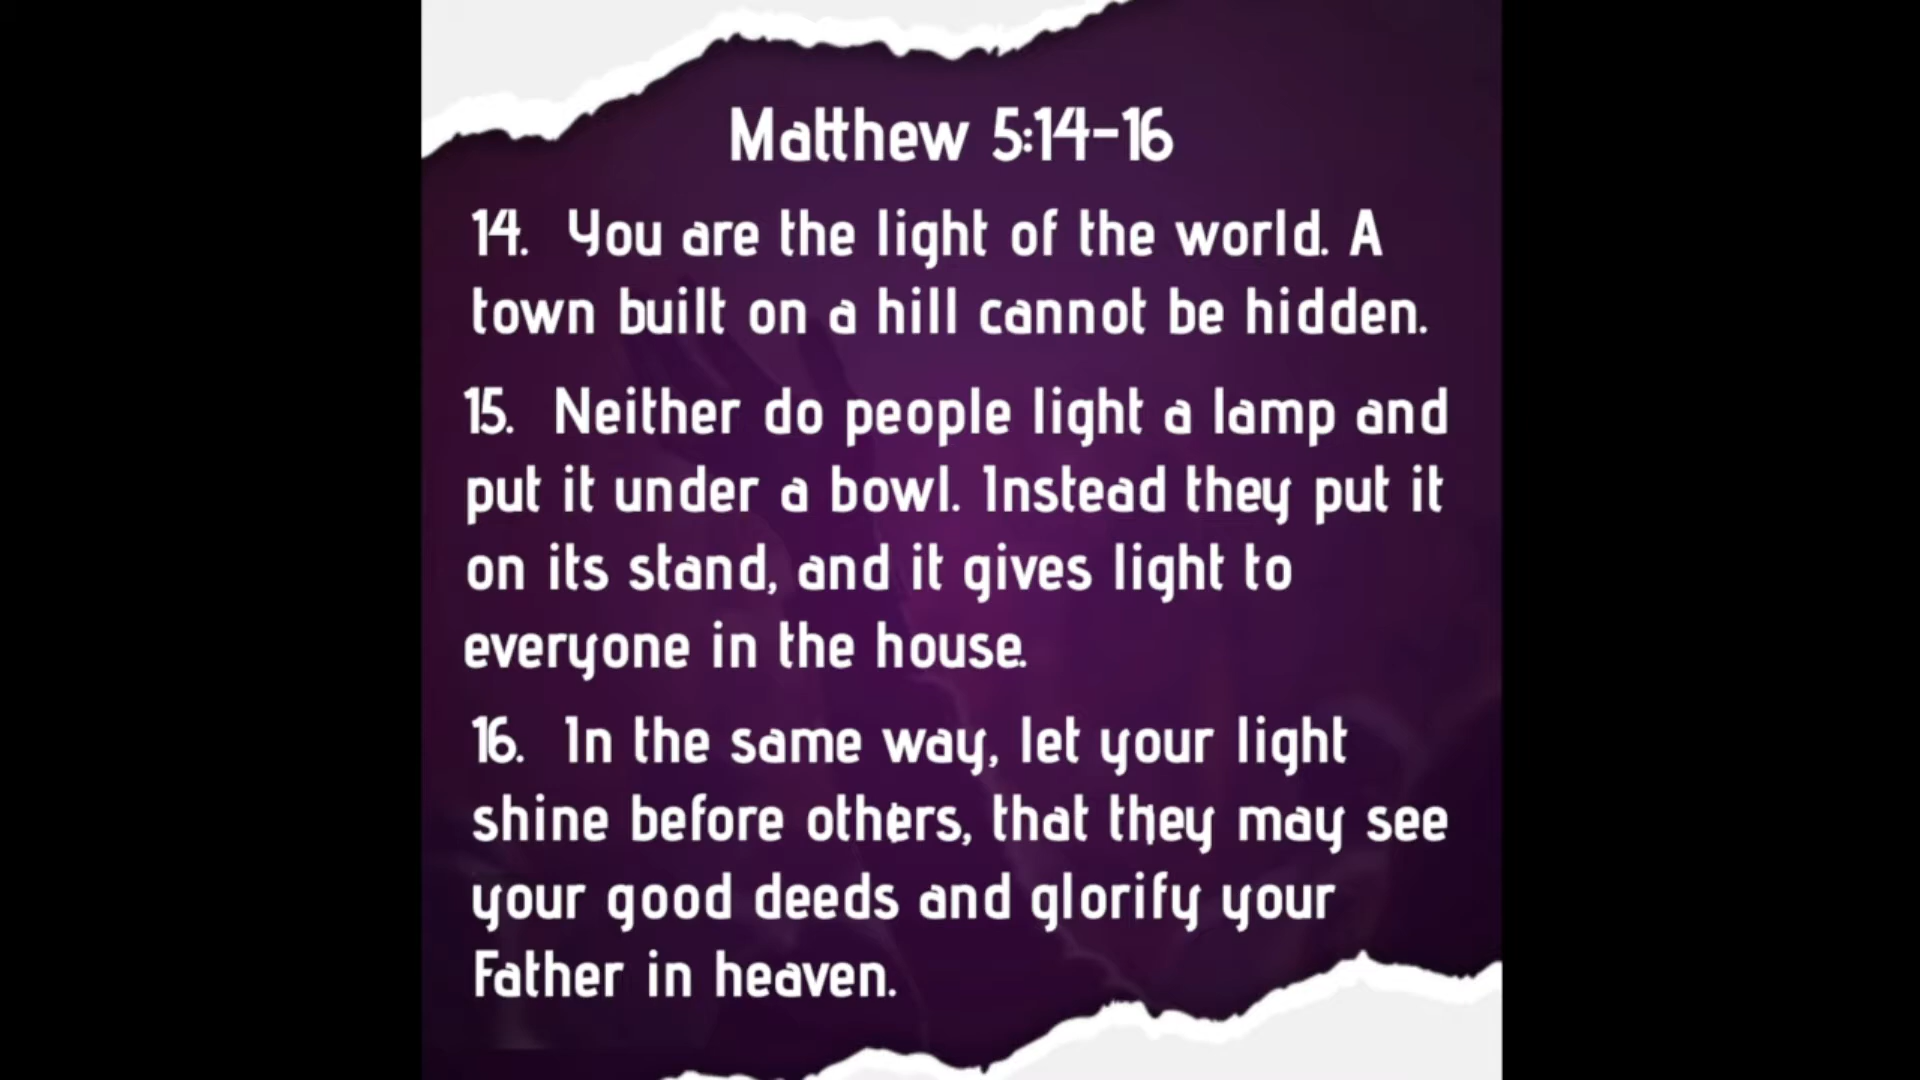 Matthew 5:14-16
14. You are the light of the world. A
town built on a hill cannot be hidden.
15. Neither do people light a lamp and
put it under a bowl. Instead they put it
on its stand, and it gives light to
everyone in the house.
16. In the same way, let your light
shine before others, that they may see
your good deeds and glorify your
Father in heaven.